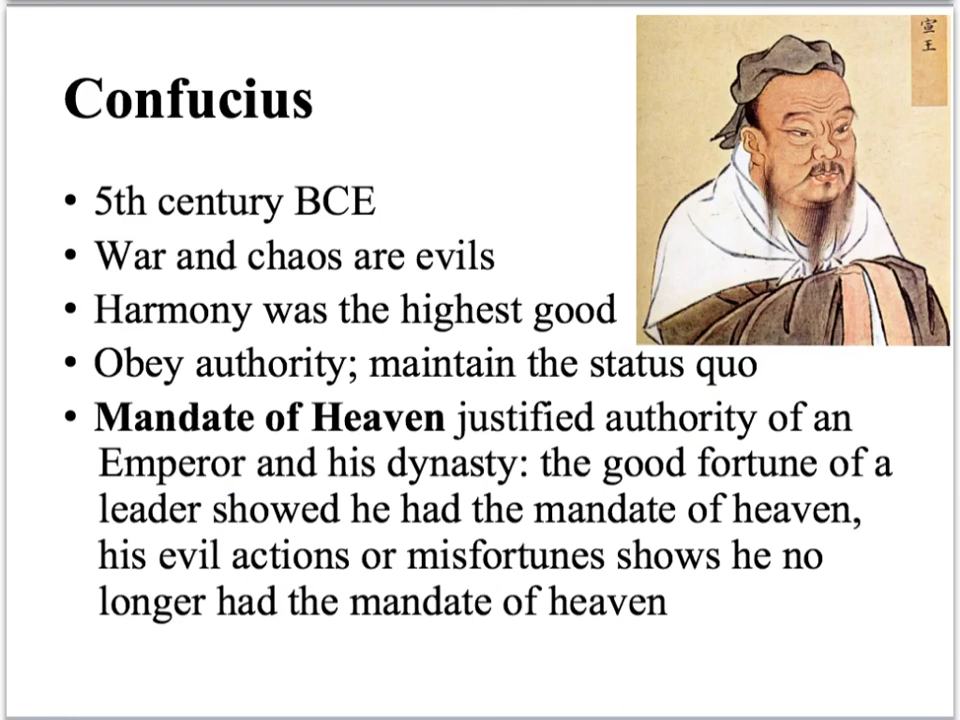 宣
王
Confucius
• 5th century BCE
• War and chaos are evils
• Harmony was the highest good
• Obey authority; maintain the status quo
• Mandate of Heaven justified authority of an
Emperor and his dynasty: the good fortune of a
leader showed he had the mandate of heaven,
his evil actions or misfortunes shows he no
longer had the mandate of heaven